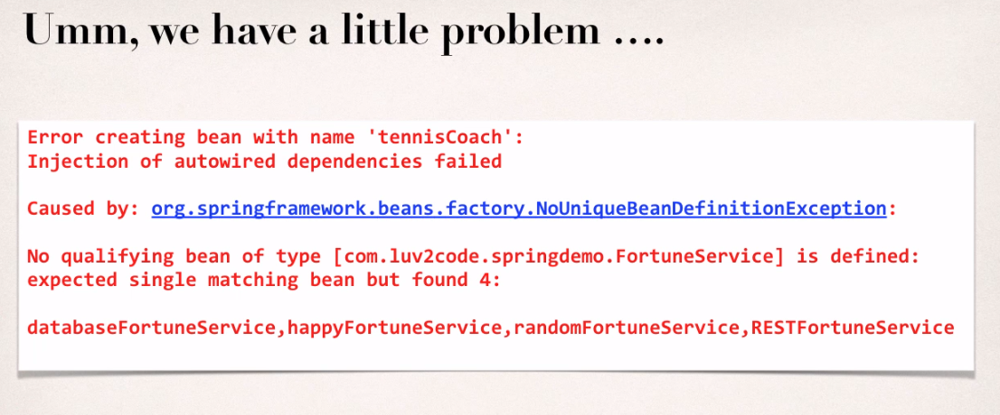 Umm, we have a little problem ....
Error creating bean with name 'tennisCoach':
Injection of autowired dependencies failed
Caused by: org.springframework.beans.factory.NoUniqueBeanDefinitionException:
No qualifying bean of type [com.luv2code.springdemo.FortuneService] is defined:
expected single matching bean but found 4:
databaseFortuneService,happyFortuneService,randomFortuneService,RESTFortuneService